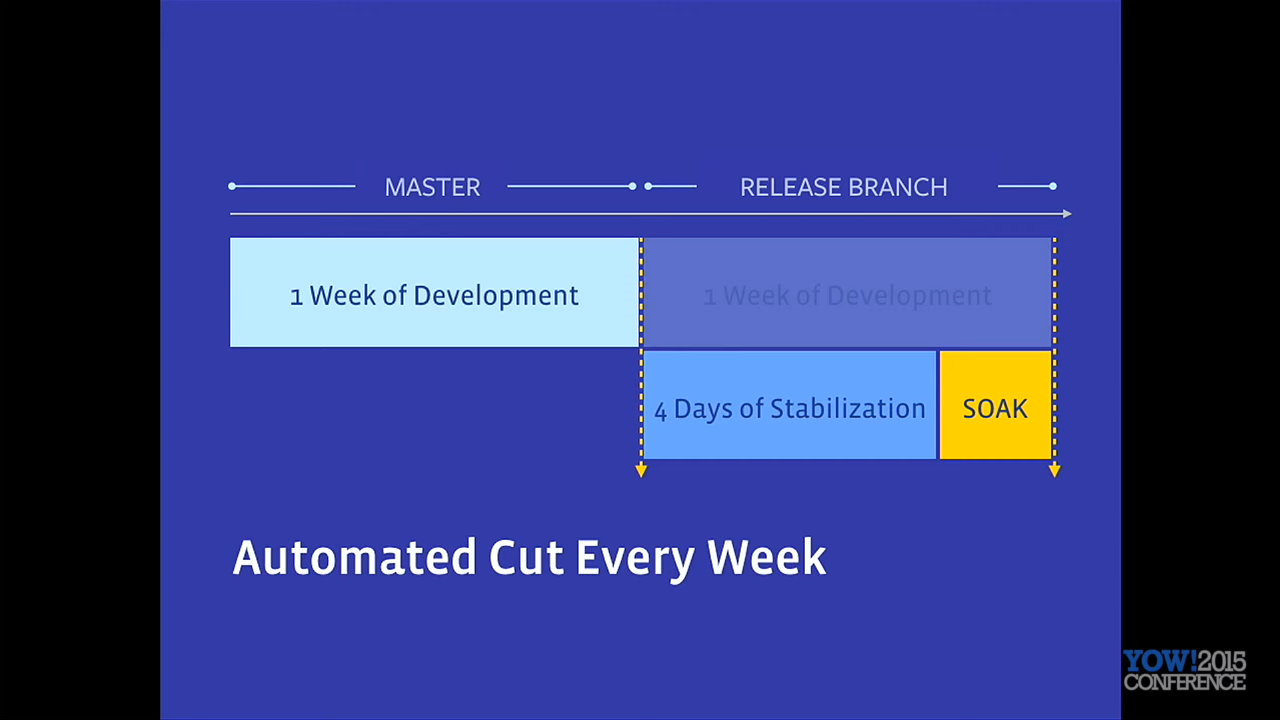 MASTER
RELEASE BRANCH
1 Week of Development
1 Week of Development
4 Days of Stabilization
SOAK
Automated Cut Every Week
YOW! 2015
CONFERENCE